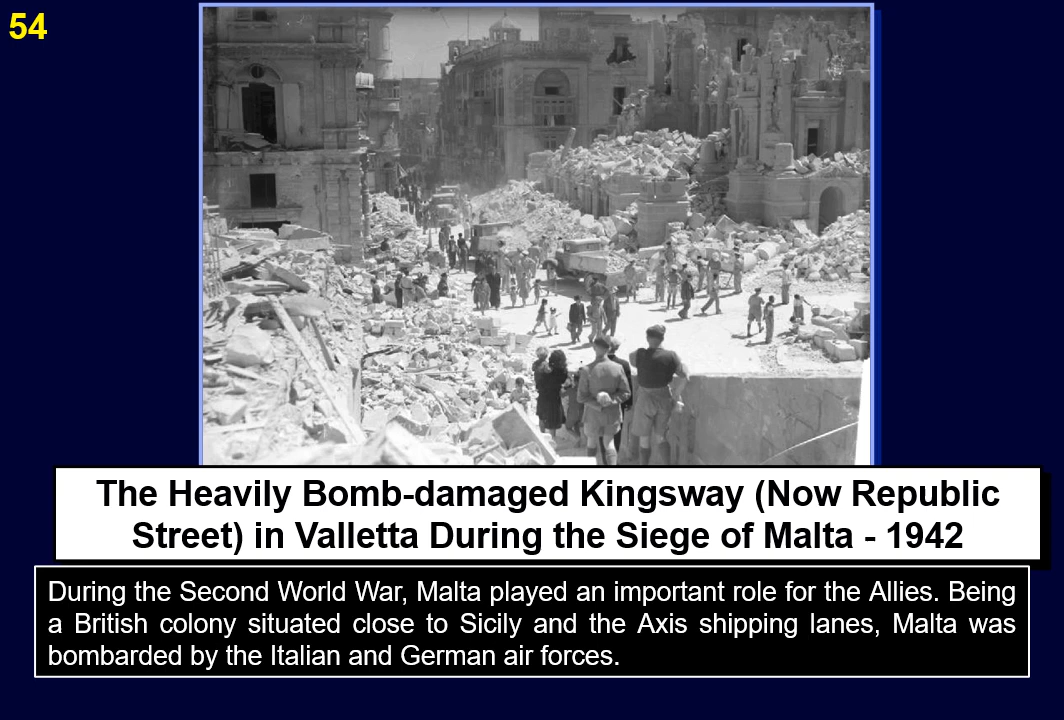 54
The Heavily Bomb-damaged Kingsway (Now Republic
Street) in Valletta During the Siege of Malta - 1942
During the Second World War, Malta played an important role for the Allies. Being
a British colony situated close to Sicily and the Axis shipping lanes, Malta was
bombarded by the Italian and German air forces.